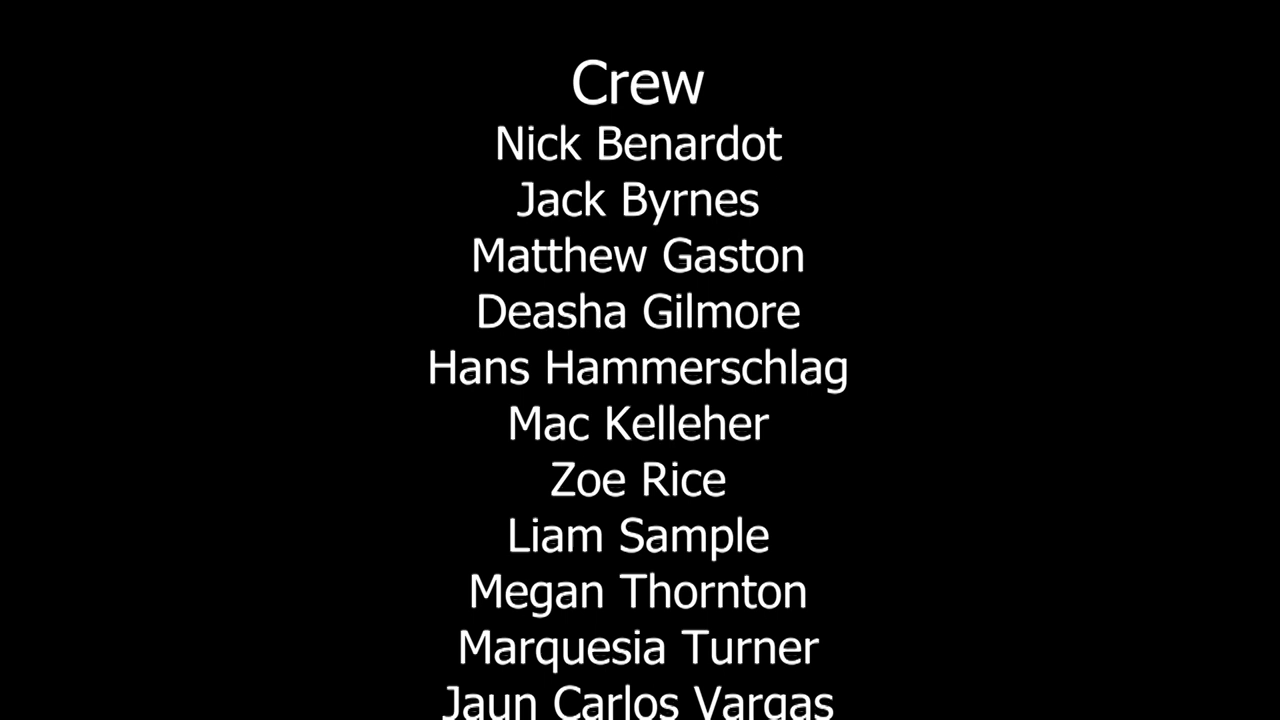 Crew
Nick Benardot
Jack Byrnes
Matthew Gaston
Deasha Gilmore
Hans Hammerschlag
Mac Kelleher
Zoe Rice
Liam Sample
Megan Thornton
Marquesia Turner
Jaun Carlos Vargas